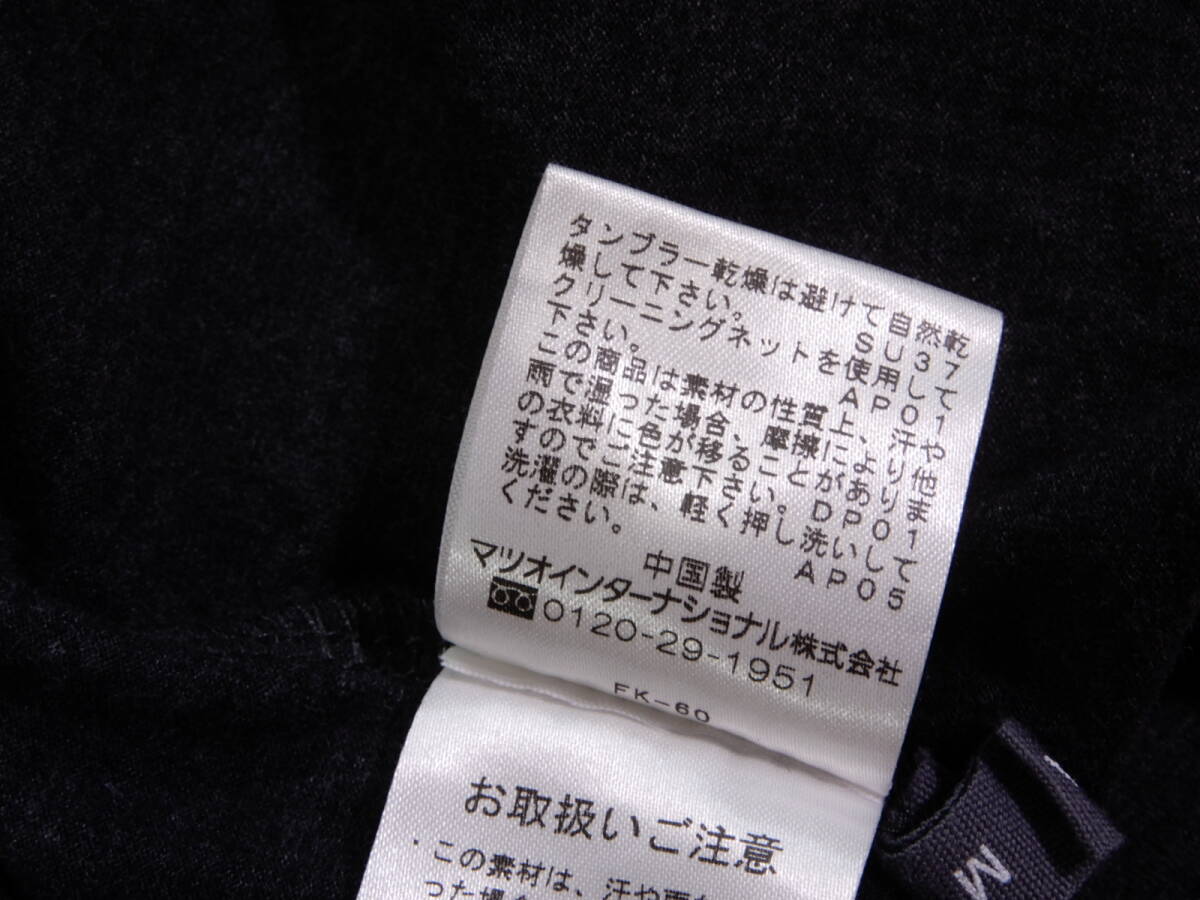 タンブラー乾燥は避けて自然乾
燥して下さい。 SU37
クリーニングネットを使用して
下さい。 AP01
この商品は素材の性質上、汗や
雨で湿った場合、摩擦により他
の衣料に色が移ることがありま
すのでご注意下さい。DP01
洗濯の際は、軽く押し洗いして
ください。 AP05
中国製
マツオインターナショナル株式会社
0120-29-1951
FK-60
お取扱いご注意
・この素材は、汗や雨
った場
M